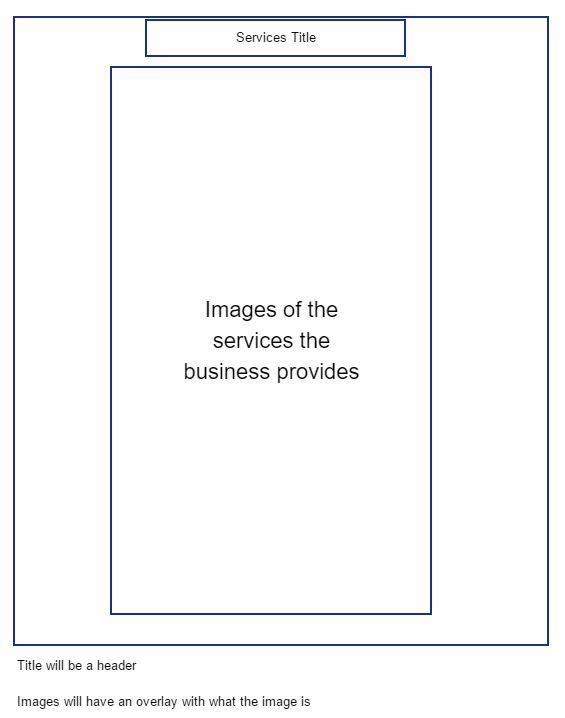 Services Title
Images of the
services the
business provides
Title will be a header
Images will have an overlay with what the image is